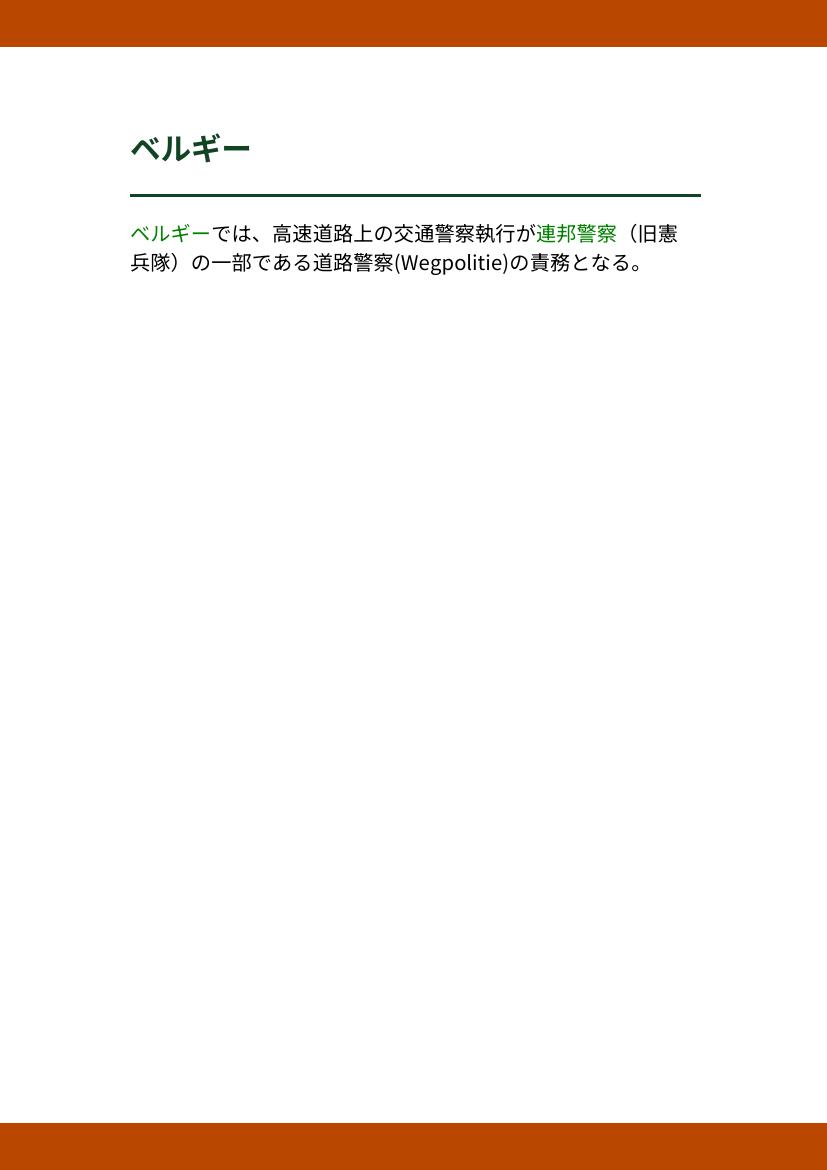 ベルギー
ベルギーでは、高速道路上の交通警察執行が連邦警察（旧憲
兵隊）の一部である道路警察(Wegpolitie)の責務となる。